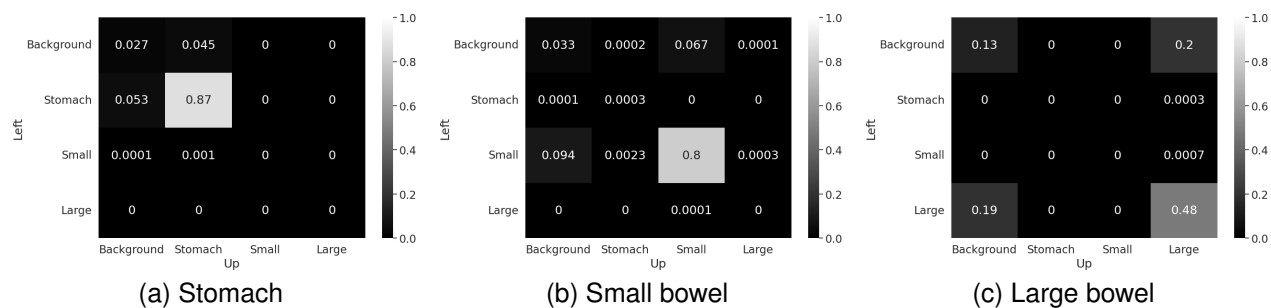 Left
Background 0.027 0.045 0 0
Stomach 0.053 0.87 0 0
Small 0.0001 0.001 0 0
Large 0 0 0 0
Background Stomach Small Large
Up
1.0
0.8
0.6
0.4
0.2
0.0
(a) Stomach
Left
Background 0.033 0.0002 0.067 0.0001
Stomach 0.0001 0.0003 0 0
Small 0.094 0.0023 0.8 0.0003
Large 0 0 0.0001 0
Background Stomach Small Large
Up
1.0
0.8
0.6
0.4
0.2
0.0
(b) Small bowel
Left
Background 0.13 0 0 0.2
Stomach 0 0 0 0.0003
Small 0 0 0 0.0007
Large 0.19 0 0 0.48
Background Stomach Small Large
Up
1.0
0.8
0.6
0.4
0.2
0.0
(c) Large bowel